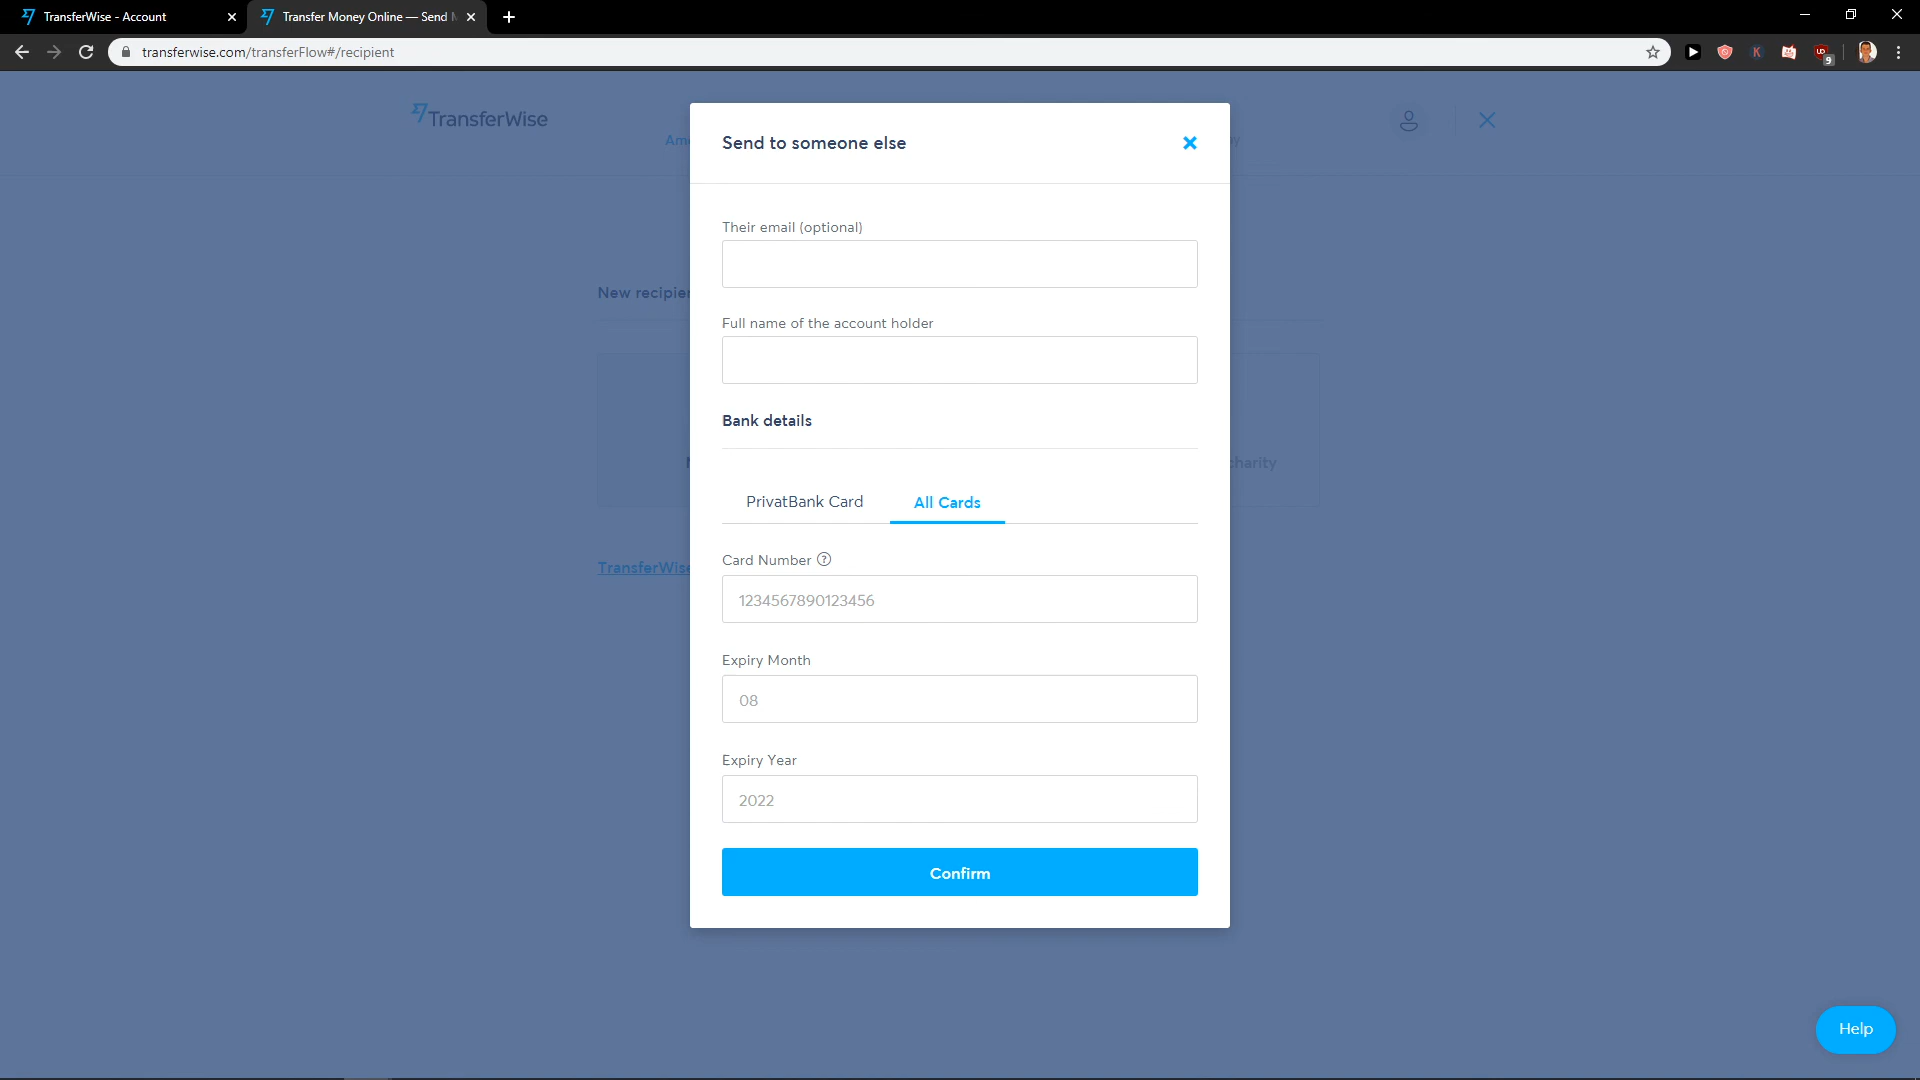 TransferWise - Account
Transfer Money Online — Send
transferwise.com/transferFlow#/recipient
9
TransferWise
Send to someone else
Their email (optional)
New recipien
Full name of the account holder
Bank details
charity
PrivatBank Card
All Cards
Card Number
TransferWise
1234567890123456
Expiry Month
08
Expiry Year
2022
Confirm
Help